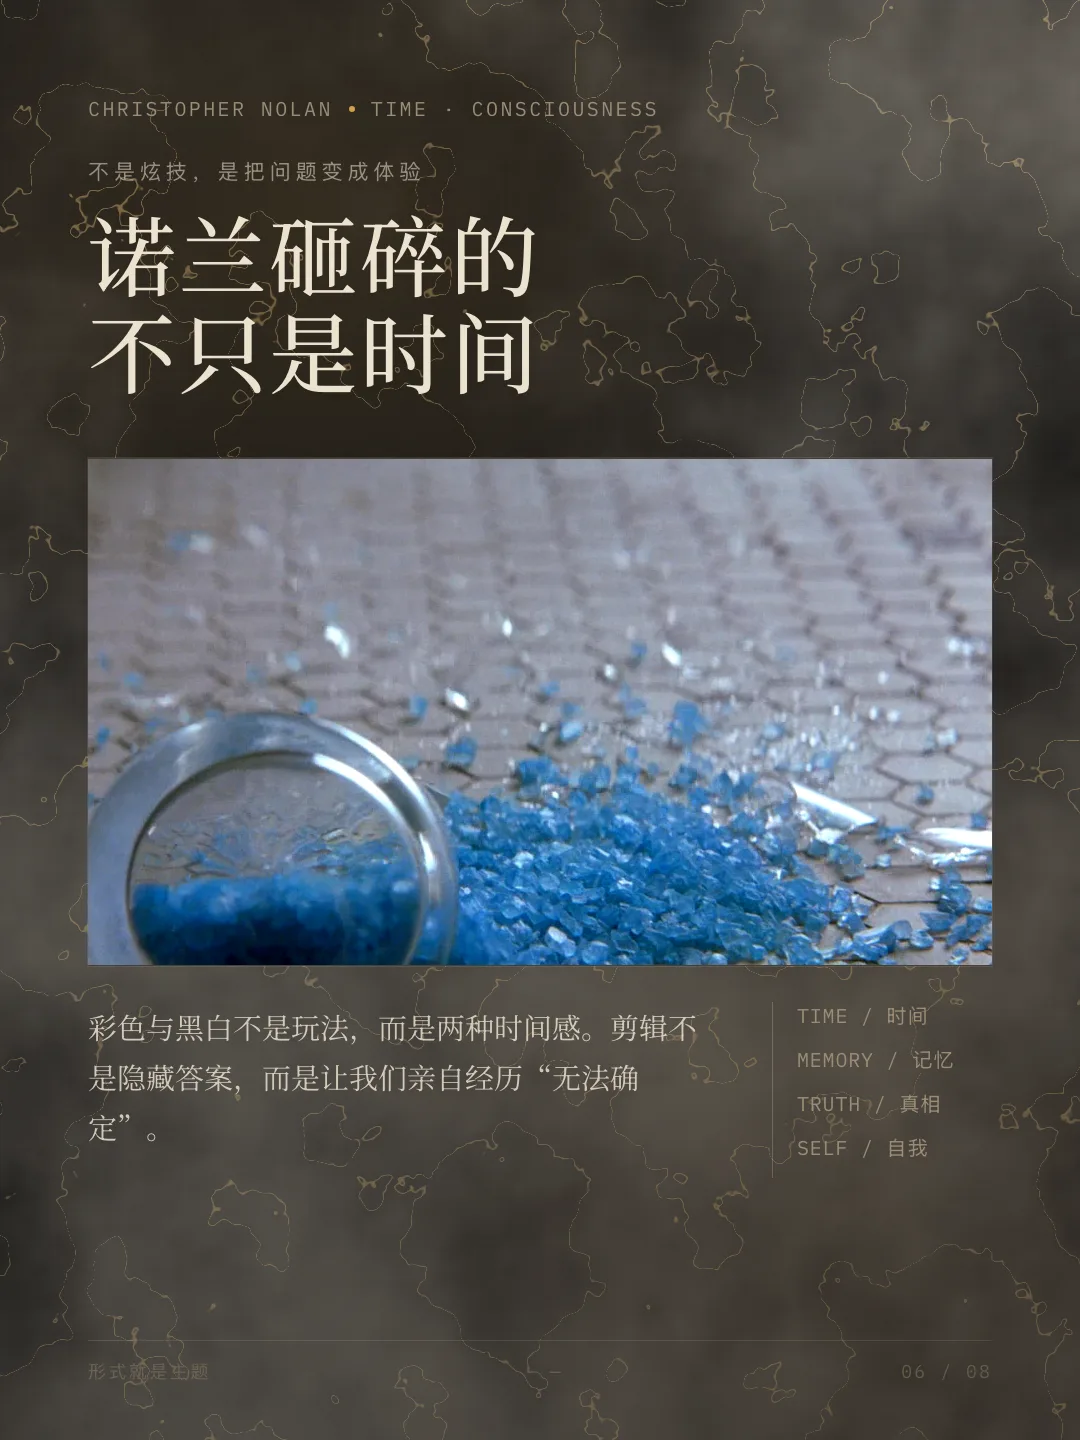 CHRISTOPHER NOLAN • TIME · CONSCIOUSNESS
不是炫技，是把问题变成体验
诺兰砸碎的
不只是时间
彩色与黑白不是玩法，而是两种时间感。剪辑不
是隐藏答案，而是让我们亲自经历“无法确
定”。
TIME / 时间
MEMORY / 记忆
TRUTH / 真相
SELF / 自我
形式就是主题
—
06 / 08